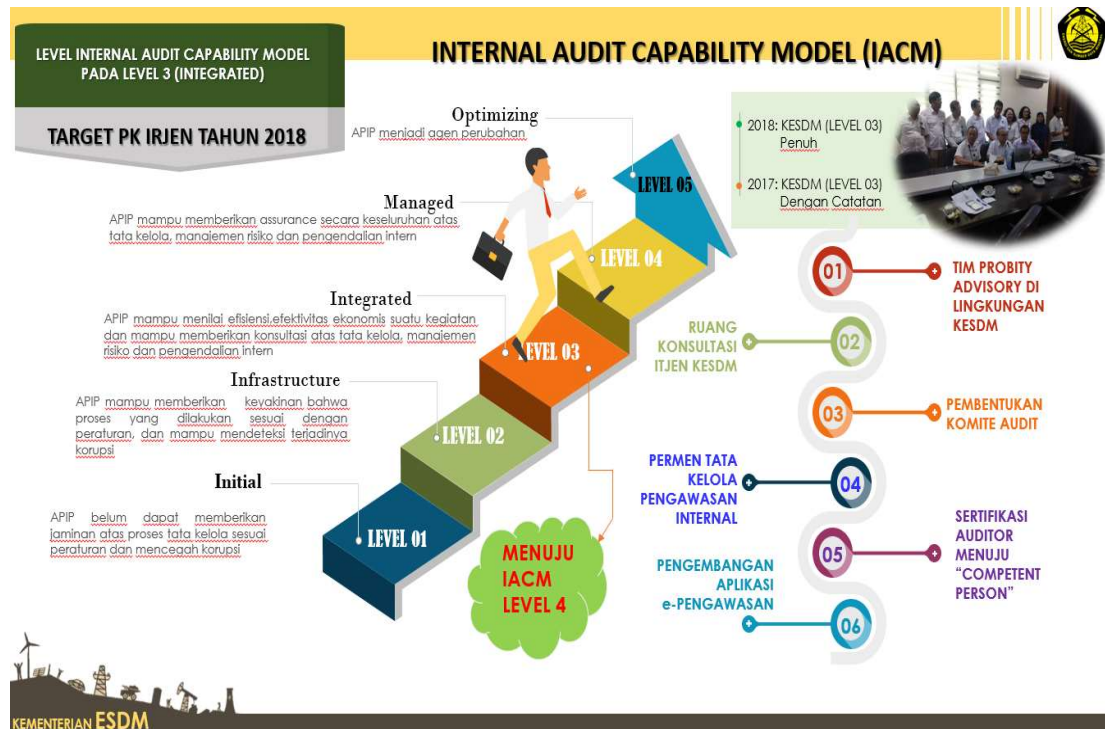 LEVEL INTERNAL AUDIT CAPABILITY MODEL
PADA LEVEL 3 (INTEGRATED)
TARGET PK IRJEN TAHUN 2018
INTERNAL AUDIT CAPABILITY MODEL (IACM)
Optimizing
APIP menjadi agen perubahan
LEVEL 05
Managed
APIP mampu memberikan assurance secara keseluruhan atas
tata kelola, manajemen risiko dan pengendalian intern
LEVEL 04
Integrated
APIP mampu menilai efisiensi,efektivitas ekonomis suatu kegiatan
dan mampu memberikan konsultasi atas tata kelola, manajemen
risiko dan pengendalian intern
LEVEL 03
Infrastructure
APIP mampu memberikan keyakinan bahwa
proses yang dilakukan sesuai dengan
peraturan, dan mampu mendeteksi terjadinya
korupsi
LEVEL 02
Initial
APIP belum dapat memberikan
jaminan atas proses tata kelola sesuai
peraturan dan mencegah korupsi
LEVEL 01
MENUJU
IACM
LEVEL 4
2018: KESDM (LEVEL 03)
Penuh
2017: KESDM (LEVEL 03)
Dengan Catatan
01
TIM PROBITY
ADVISORY DI
LINGKUNGAN
KESDM
RUANG
KONSULTASI
ITJEN KESDM
02
03
PEMBENTUKAN
KOMITE AUDIT
PERMEN TATA
KELOLA
PENGAWASAN
INTERNAL
04
05
SERTIFIKASI
AUDITOR
MENUJU
“COMPETENT
PERSON”
PENGEMBANGAN
APLIKASI
e-PENGAWASAN
06
KEMENTERIAN ESDM